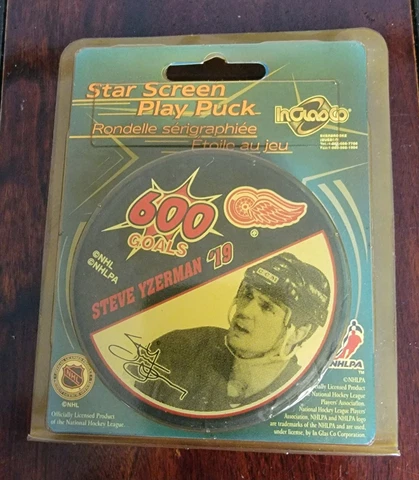 Star Screen
Play Puck
Rondelle sérigraphiée
Étoile au jeu
InGlasCo
600
GOALS
®
©NHL
©NHLPA
STEVE YZERMAN '19
NHL
©NHL
Officially Licensed Product
of the National Hockey League
NHLPA
™
©NHLPA
Officially Licensed Product
National Hockey League
Players' Association.
National Hockey League Players
Association, NHLPA and NHLPA logo
are trademarks of the NHLPA and are used
under license, by In Glas Co Corporation.